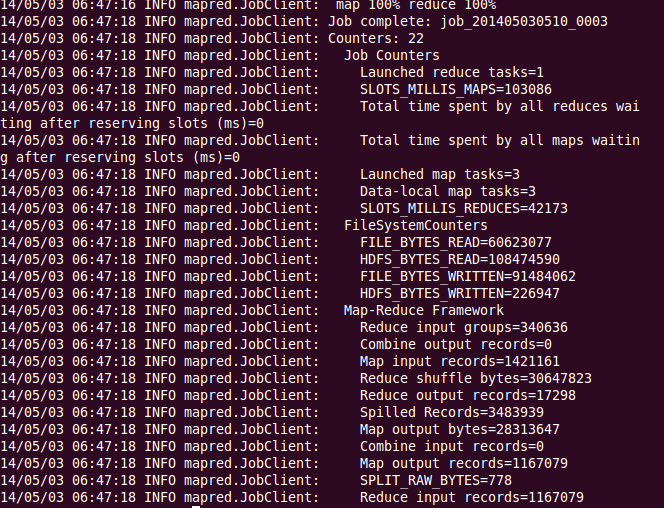 14/05/03 06:47:16 INFO mapred.JobClient:  map 100% reduce 100%
14/05/03 06:47:18 INFO mapred.JobClient: Job complete: job_201405030510_0003
14/05/03 06:47:18 INFO mapred.JobClient: Counters: 22
14/05/03 06:47:18 INFO mapred.JobClient:   Job Counters
14/05/03 06:47:18 INFO mapred.JobClient:     Launched reduce tasks=1
14/05/03 06:47:18 INFO mapred.JobClient:     SLOTS_MILLIS_MAPS=103086
14/05/03 06:47:18 INFO mapred.JobClient:     Total time spent by all reduces wai
ting after reserving slots (ms)=0
14/05/03 06:47:18 INFO mapred.JobClient:     Total time spent by all maps waitin
g after reserving slots (ms)=0
14/05/03 06:47:18 INFO mapred.JobClient:     Launched map tasks=3
14/05/03 06:47:18 INFO mapred.JobClient:     Data-local map tasks=3
14/05/03 06:47:18 INFO mapred.JobClient:     SLOTS_MILLIS_REDUCES=42173
14/05/03 06:47:18 INFO mapred.JobClient:   FileSystemCounters
14/05/03 06:47:18 INFO mapred.JobClient:     FILE_BYTES_READ=60623077
14/05/03 06:47:18 INFO mapred.JobClient:     HDFS_BYTES_READ=108474590
14/05/03 06:47:18 INFO mapred.JobClient:     FILE_BYTES_WRITTEN=91484062
14/05/03 06:47:18 INFO mapred.JobClient:     HDFS_BYTES_WRITTEN=226947
14/05/03 06:47:18 INFO mapred.JobClient:   Map-Reduce Framework
14/05/03 06:47:18 INFO mapred.JobClient:     Reduce input groups=340636
14/05/03 06:47:18 INFO mapred.JobClient:     Combine output records=0
14/05/03 06:47:18 INFO mapred.JobClient:     Map input records=1421161
14/05/03 06:47:18 INFO mapred.JobClient:     Reduce shuffle bytes=30647823
14/05/03 06:47:18 INFO mapred.JobClient:     Reduce output records=17298
14/05/03 06:47:18 INFO mapred.JobClient:     Spilled Records=3483939
14/05/03 06:47:18 INFO mapred.JobClient:     Map output bytes=28313647
14/05/03 06:47:18 INFO mapred.JobClient:     Combine input records=0
14/05/03 06:47:18 INFO mapred.JobClient:     Map output records=1167079
14/05/03 06:47:18 INFO mapred.JobClient:     SPLIT_RAW_BYTES=778
14/05/03 06:47:18 INFO mapred.JobClient:     Reduce input records=1167079